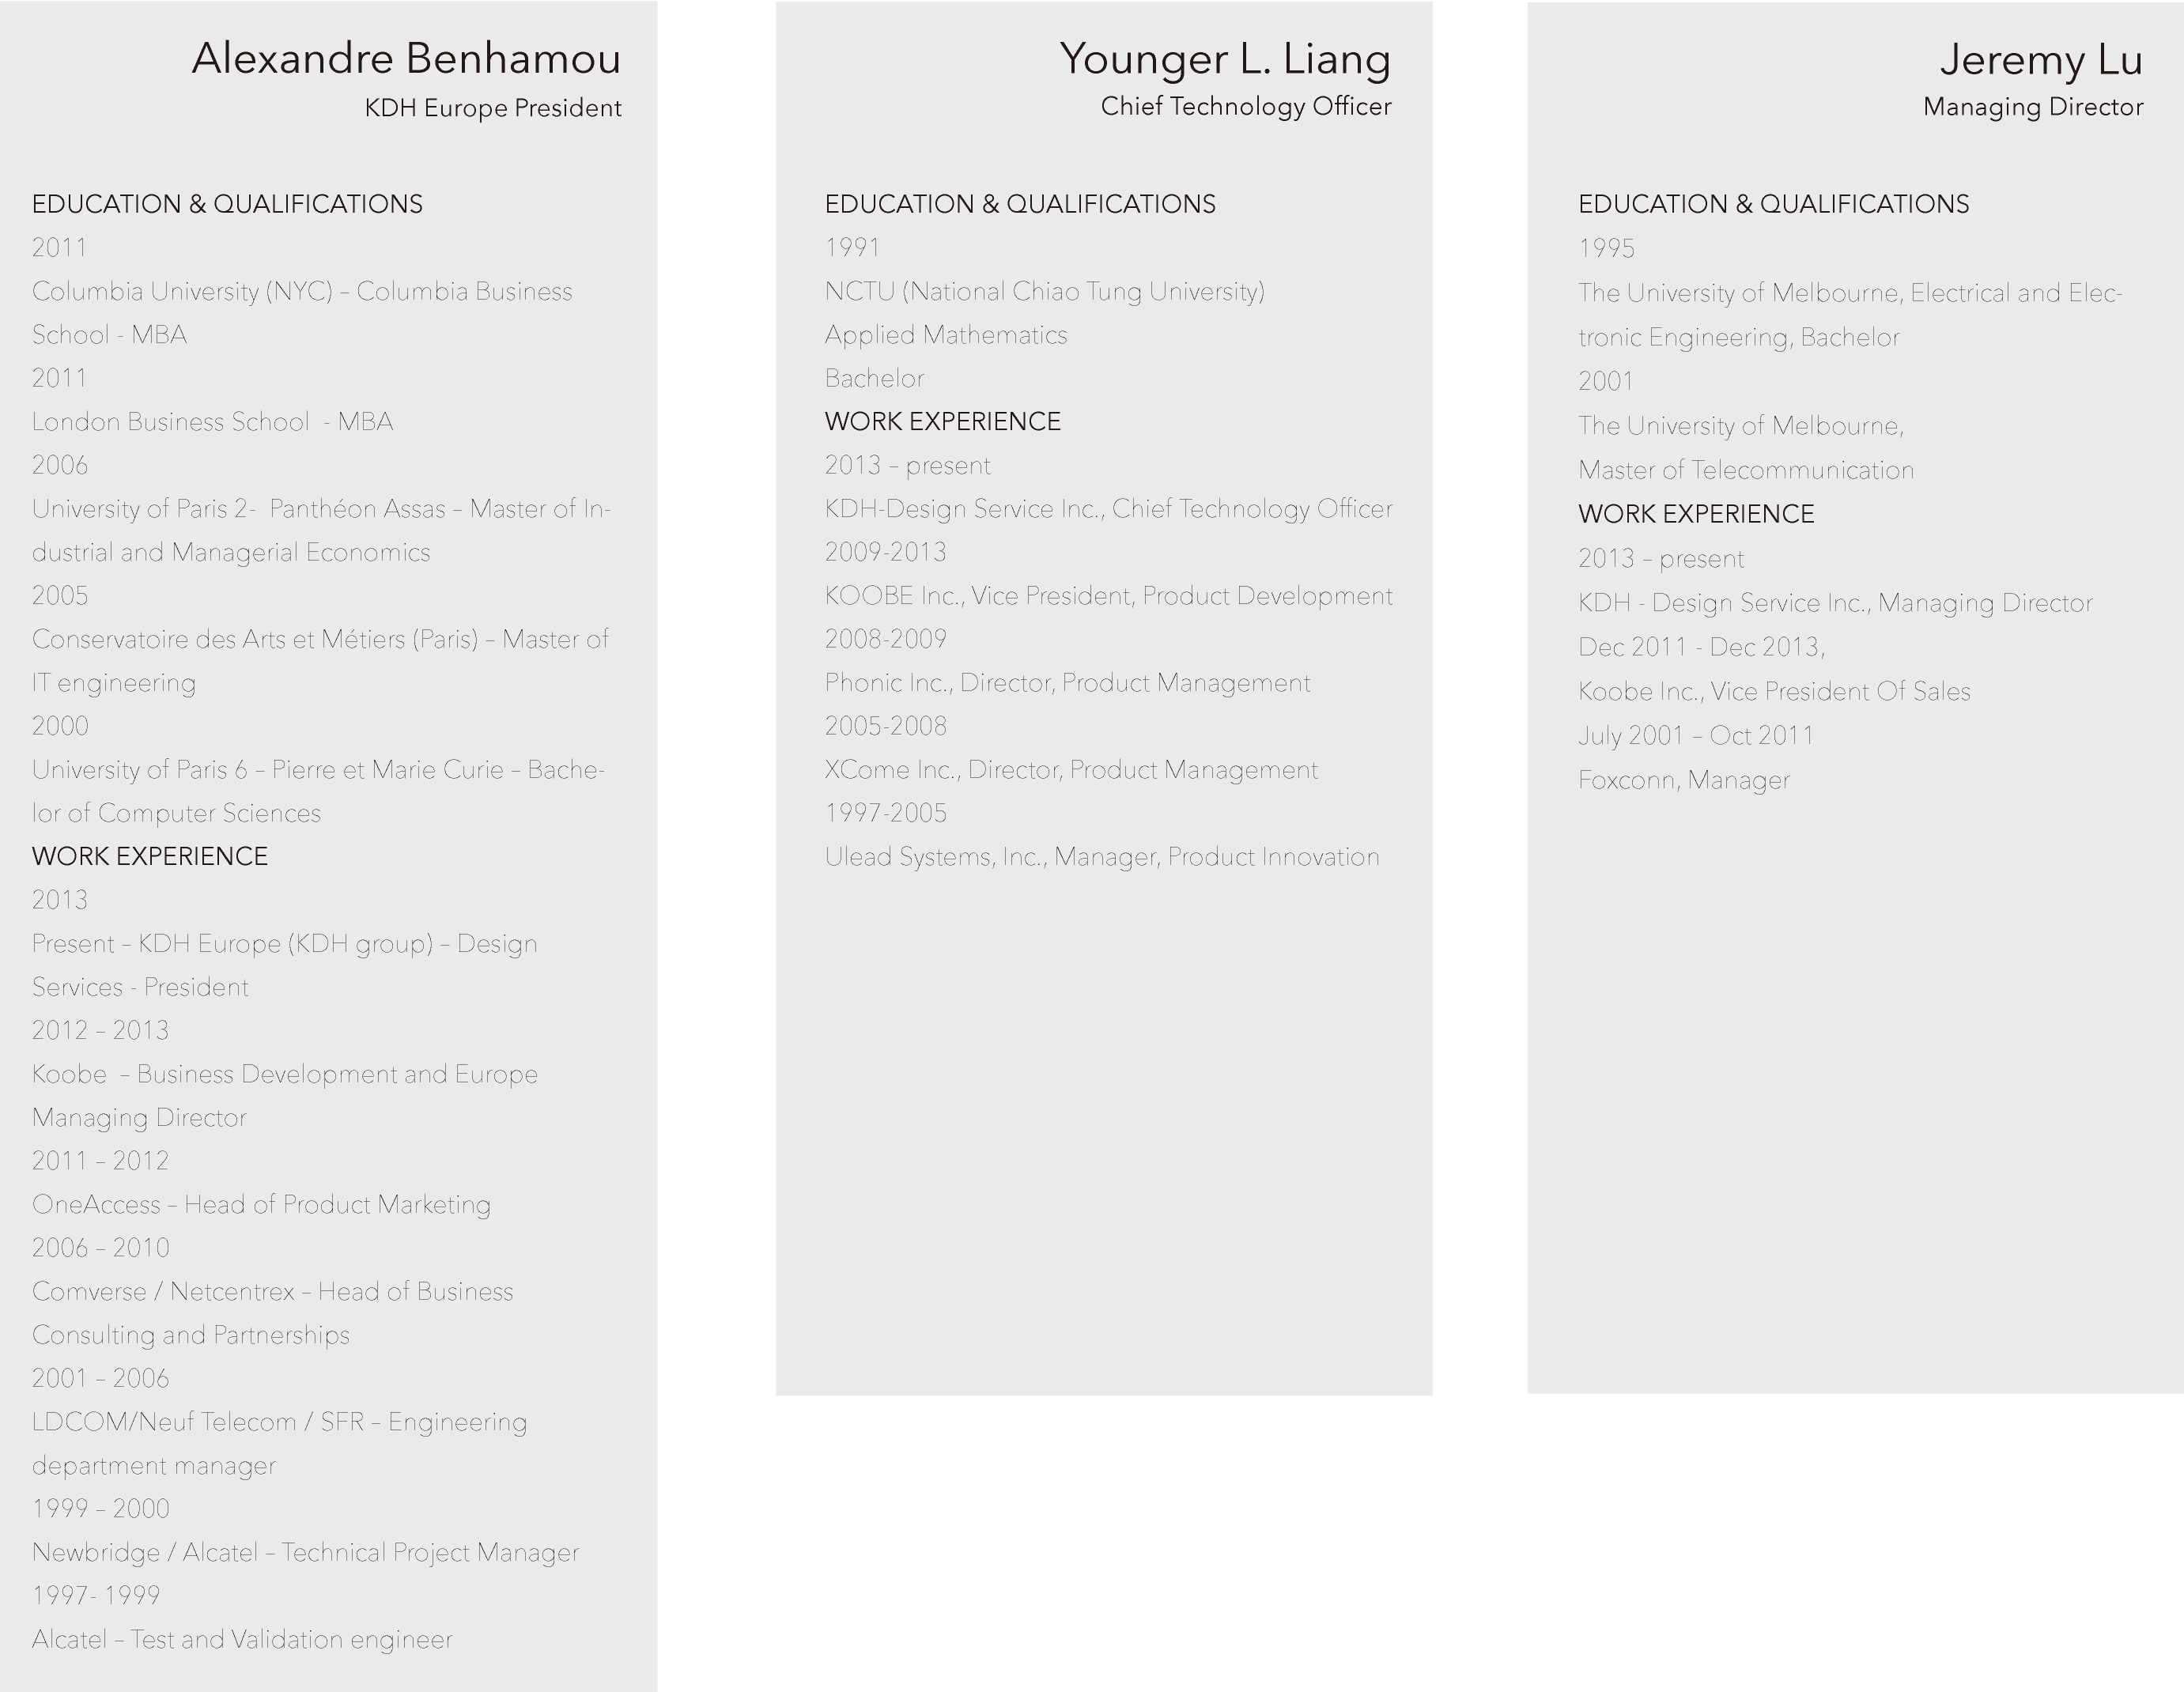 Alexandre Benhamou
KDH Europe President
EDUCATION & QUALIFICATIONS
2011
Columbia University (NYC) – Columbia Business
School - MBA
2011
London Business School  - MBA
2006
University of Paris 2-  Panthéon Assas – Master of In-
dustrial and Managerial Economics
2005
Conservatoire des Arts et Métiers (Paris) – Master of
IT engineering
2000
University of Paris 6 – Pierre et Marie Curie – Bache-
lor of Computer Sciences
WORK EXPERIENCE
2013
Present – KDH Europe (KDH group) – Design
Services - President
2012 – 2013
Koobe  – Business Development and Europe
Managing Director
2011 – 2012
OneAccess – Head of Product Marketing
2006 – 2010
Comverse / Netcentrex – Head of Business
Consulting and Partnerships
2001 – 2006
LDCOM/Neuf Telecom / SFR – Engineering
department manager
1999 – 2000
Newbridge / Alcatel – Technical Project Manager
1997- 1999
Alcatel – Test and Validation engineer
Younger L. Liang
Chief Technology Officer
EDUCATION & QUALIFICATIONS
1991
NCTU (National Chiao Tung University)
Applied Mathematics
Bachelor
WORK EXPERIENCE
2013 – present
KDH-Design Service Inc., Chief Technology Officer
2009-2013
KOOBE Inc., Vice President, Product Development
2008-2009
Phonic Inc., Director, Product Management
2005-2008
XCome Inc., Director, Product Management
1997-2005
Ulead Systems, Inc., Manager, Product Innovation
Jeremy Lu
Managing Director
EDUCATION & QUALIFICATIONS
1995
The University of Melbourne, Electrical and Elec-
tronic Engineering, Bachelor
2001
The University of Melbourne,
Master of Telecommunication
WORK EXPERIENCE
2013 – present
KDH - Design Service Inc., Managing Director
Dec 2011 - Dec 2013,
Koobe Inc., Vice President Of Sales
July 2001 – Oct 2011
Foxconn, Manager